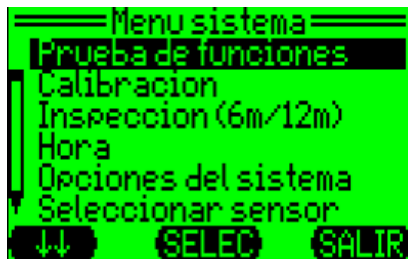 Menu sistema
Prueba de funciones
Calibracion
Inspeccion (6m/12m)
Hora
Opciones del sistema
Seleccionar sensor
↓↓ SELEC SALIR